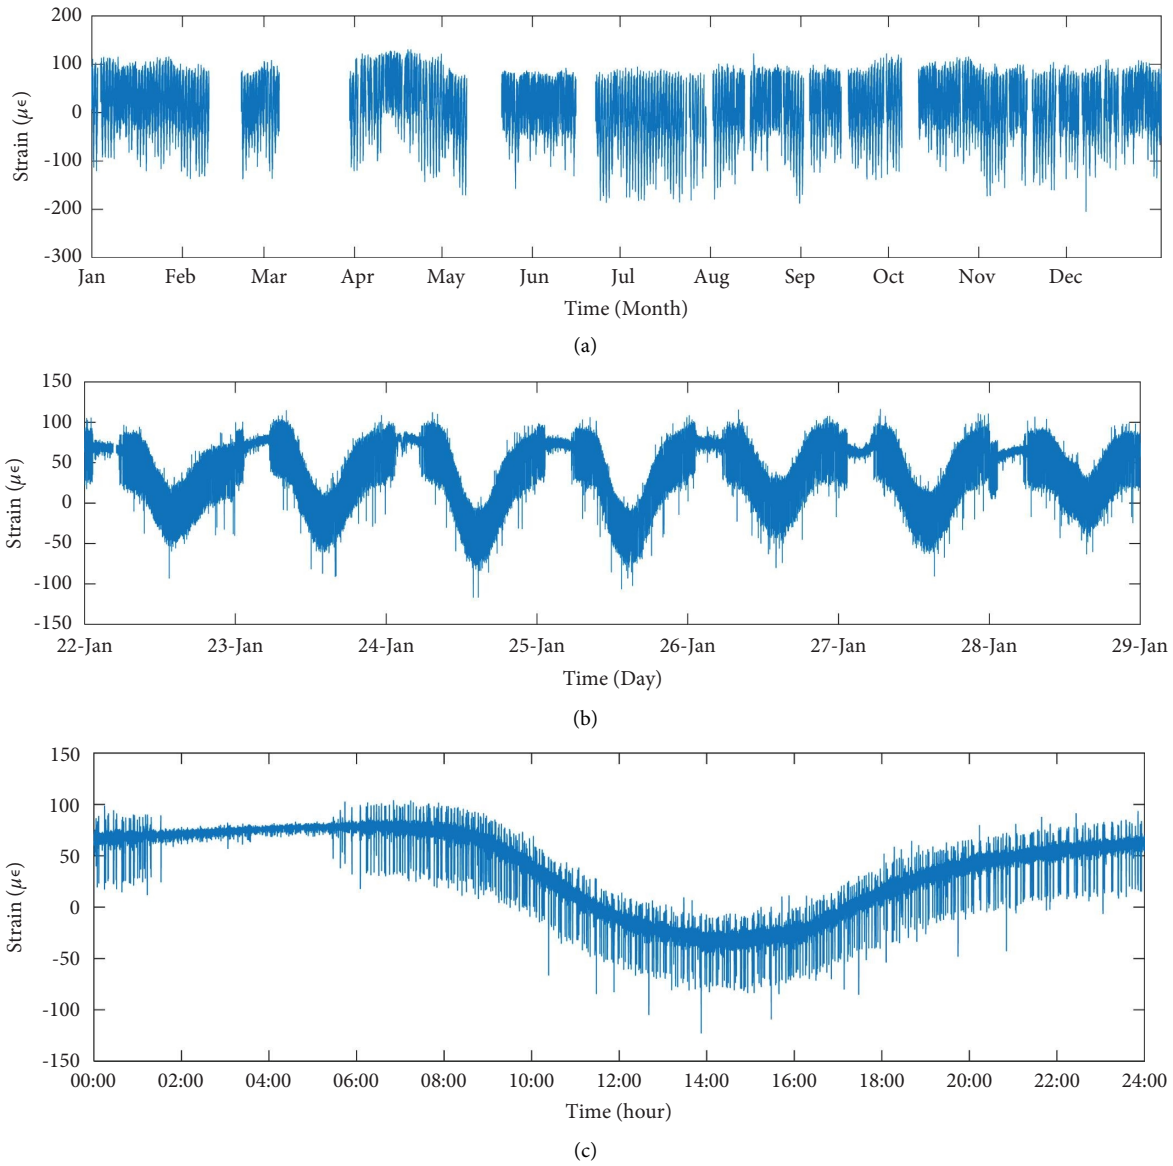 200
100
0
-100
-200
-300
Strain (µϵ)
Jan Feb Mar Apr May Jun Jul Aug Sep Oct Nov Dec
Time (Month)
(a)
150
100
50
0
-50
-100
-150
Strain (µϵ)
22-Jan 23-Jan 24-Jan 25-Jan 26-Jan 27-Jan 28-Jan 29-Jan
Time (Day)
(b)
150
100
50
0
-50
-100
-150
Strain (µϵ)
00:00 02:00 04:00 06:00 08:00 10:00 12:00 14:00 16:00 18:00 20:00 22:00 24:00
Time (hour)
(c)